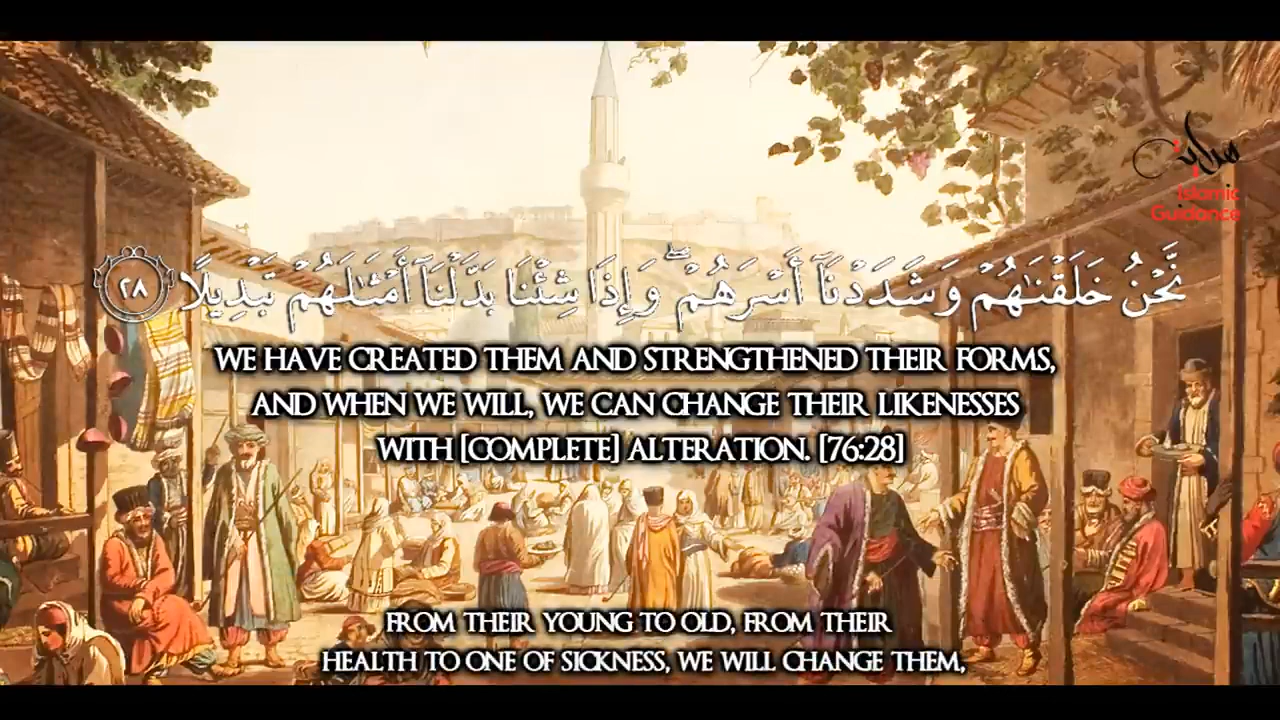 هداية
Islamic
Guidance
نَّحْنُ خَلَقْنَٰهُمْ وَشَدَدْنَآ أَسْرَهُمْ ۖ وَإِذَا شِئْنَا بَدَّلْنَآ أَمْثَٰلَهُمْ تَبْدِيلًا ٢٨
WE HAVE CREATED THEM AND STRENGTHENED THEIR FORMS,
AND WHEN WE WILL, WE CAN CHANGE THEIR LIKENESSES
WITH [COMPLETE] ALTERATION. [76:28]
FROM THEIR YOUNG TO OLD, FROM THEIR
HEALTH TO ONE OF SICKNESS, WE WILL CHANGE THEM,